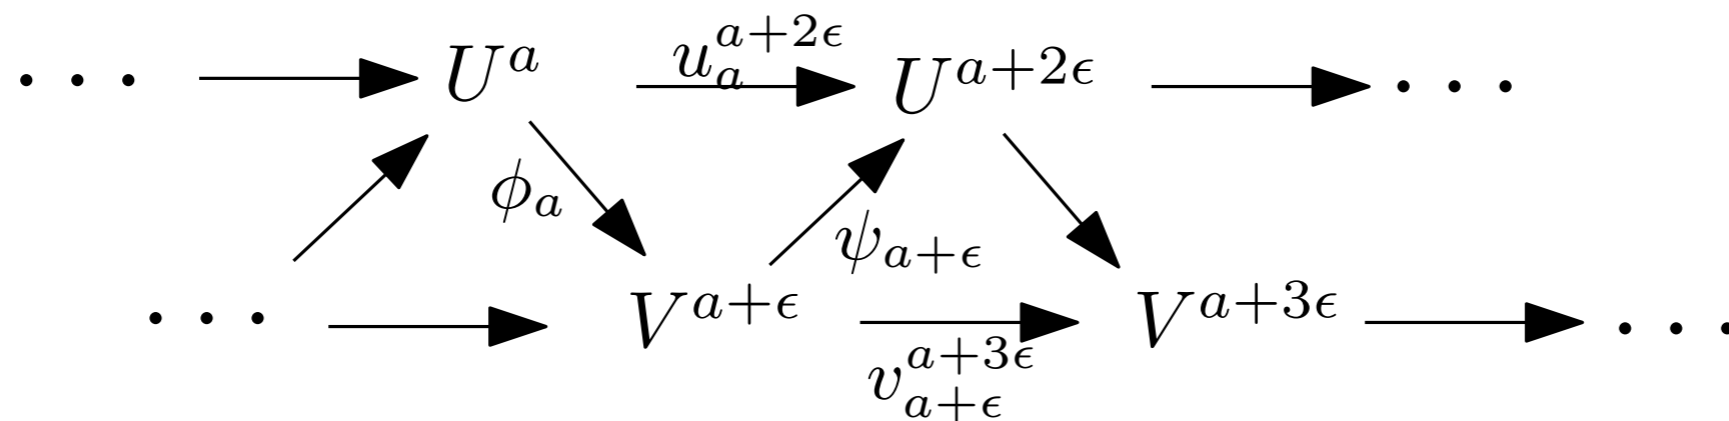 · · · U^a u_a^{a+2ϵ} U^{a+2ϵ} · · ·
ϕ_a ψ_{a+ϵ}
· · · V^{a+ϵ} v_{a+ϵ}^{a+3ϵ} V^{a+3ϵ} · · ·